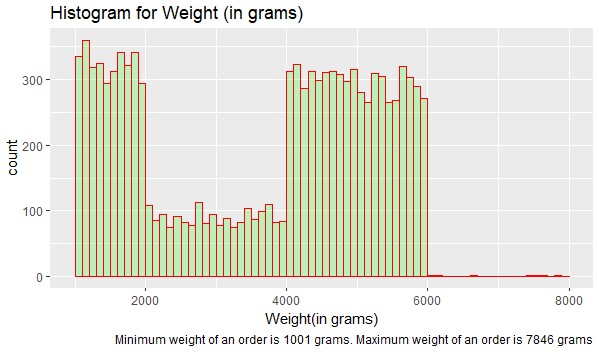 Histogram for Weight (in grams)
count
300
200
100
0
2000
4000
6000
8000
Weight(in grams)
Minimum weight of an order is 1001 grams. Maximum weight of an order is 7846 grams